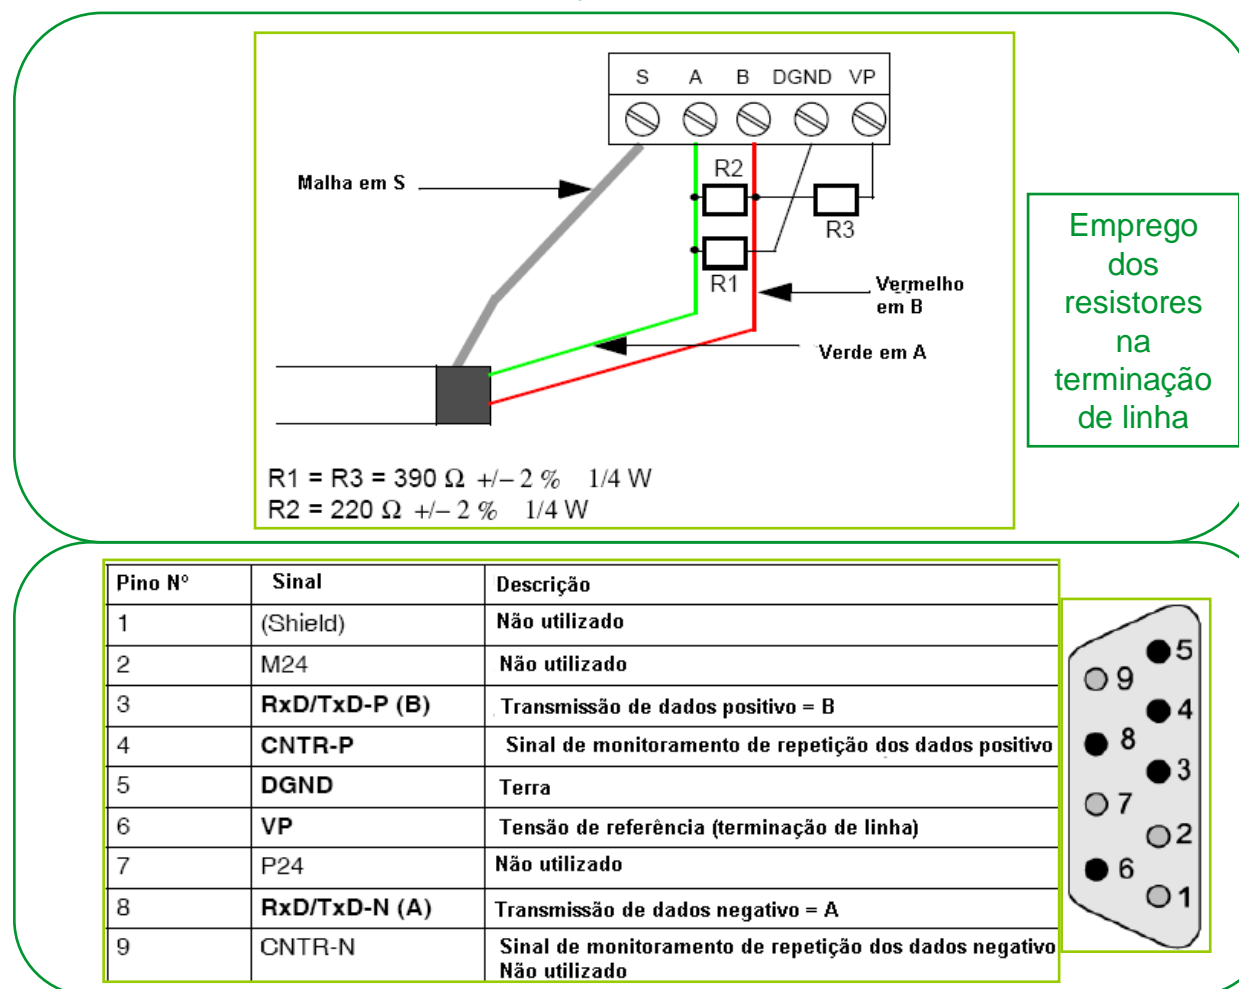 S A B DGND VP
R2
Malha em S
R3
R1
Vermelho
em B
Verde em A
R1 = R3 = 390 Ω +/– 2 % 1/4 W
R2 = 220 Ω +/– 2 % 1/4 W
Emprego
dos
resistores
na
terminação
de linha
Pino Nº Sinal Descrição
1 (Shield) Não utilizado
2 M24 Não utilizado
3 RxD/TxD-P (B) Transmissão de dados positivo = B
4 CNTR-P Sinal de monitoramento de repetição dos dados positivo
5 DGND Terra
6 VP Tensão de referência (terminação de linha)
7 P24 Não utilizado
8 RxD/TxD-N (A) Transmissão de dados negativo = A
9 CNTR-N Sinal de monitoramento de repetição dos dados negativo
Não utilizado
5
9
4
8
3
7
2
6
1